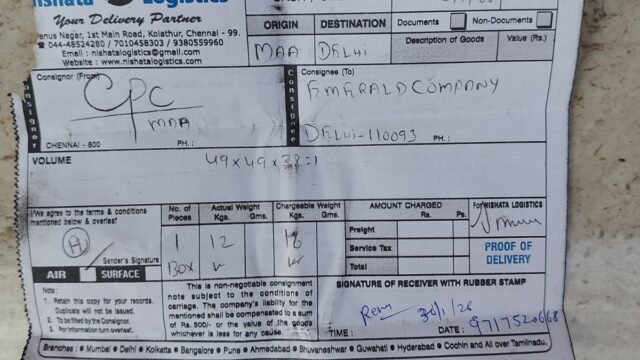 Nishata Logistics
Your Delivery Partner
Venus Nagar, 1st Main Road, Kolathur, Chennai - 99.
☎ 044-48524280 / 7010458303 / 9380559960
Email : nishatalogistics@gmail.com
Website : www.nishatalogistics.com
ORIGIN DESTINATION
MAA DELHI
Documents Non-Documents
Description of Goods Value (Rs.)
Consignor
Consignor (From)
CPC
MAA
CHENNAI - 600 PH. :
Consignee
Consignee (To)
EMERALD COMPANY
DELHI-110093 PH. :
VOLUME
49x49x38=1
I/We agree to the terms & conditions
mentioned below & overleaf
Sender's Signature
AIR SURFACE
No. of Pieces
Actual Weight
Kgs. Gms.
Chargeable Weight
Kgs. Gms.
1 12 18
BOX
AMOUNT CHARGED
Rs. Ps.
Freight
Service Tax
Total
For NISHATA LOGISTICS
PROOF OF
DELIVERY
Note :
1. Retain this copy for your records.
Duplicate will not be issued.
2. To be filled by the Consignor.
3. For information turn overleaf.
This is non-negotiable consignment
note subject to the conditions of
carriage. The company's liability for the
mentioned shall be compensated to a sum
of Rs. 500/- or the value of the goods
whichever is less for any cause.
SIGNATURE OF RECEIVER WITH RUBBER STAMP
30/1/26
TIME : DATE : 9717520668
Branches : • Mumbai • Delhi • Kolkatta • Bangalore • Pune • Ahmedabad • Bhuvaneshwar • Guwahati • Hyderabad • Cochin and All over Tamilnadu.